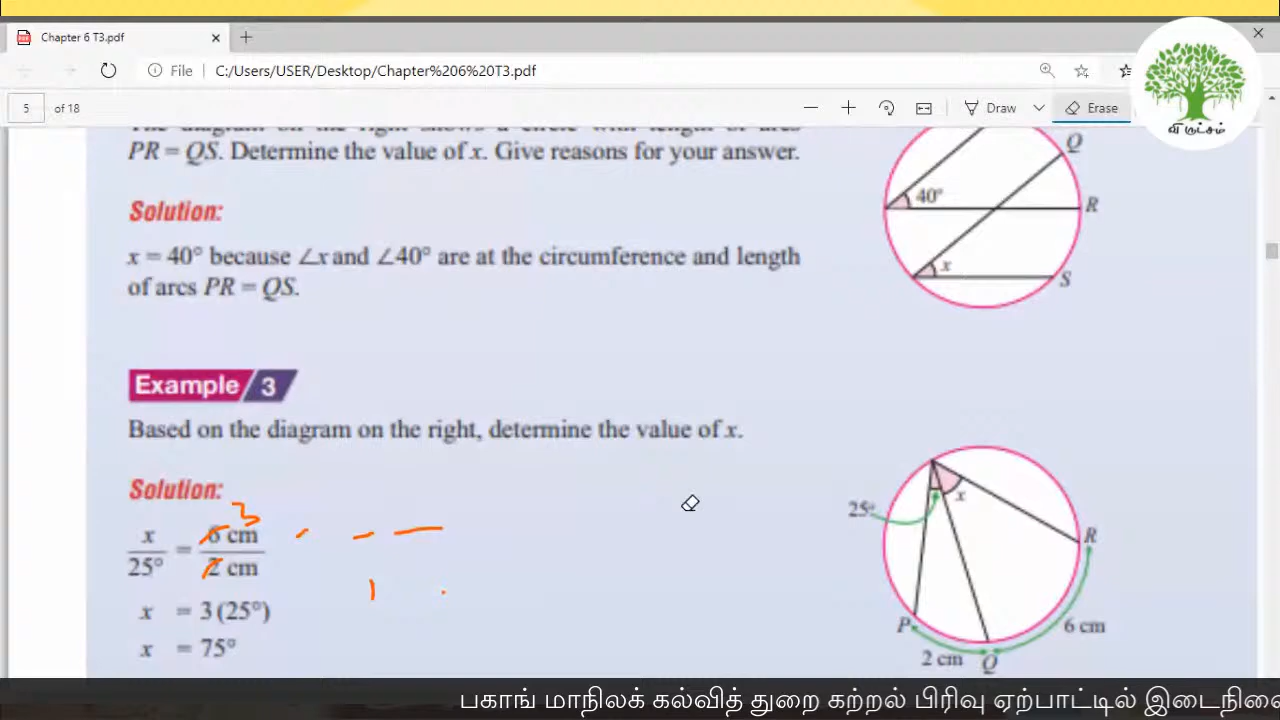 Chapter 6 T3.pdf
File C:/Users/USER/Desktop/Chapter%206%20T3.pdf
5 of 18
Draw
Erase
விருட்சம்
PR = QS. Determine the value of x. Give reasons for your answer.
Solution:
x = 40° because ∠x and ∠40° are at the circumference and length
of arcs PR = QS.
Q
40°
R
x
S
Example 3
Based on the diagram on the right, determine the value of x.
Solution:
3
x/25° = 6 cm/2 cm
x = 3(25°)
x = 75°
25°
x
R
P
6 cm
2 cm
Q
பகாங் மாநிலக் கல்வித் துறை கற்றல் பிரிவு ஏற்பாட்டில்